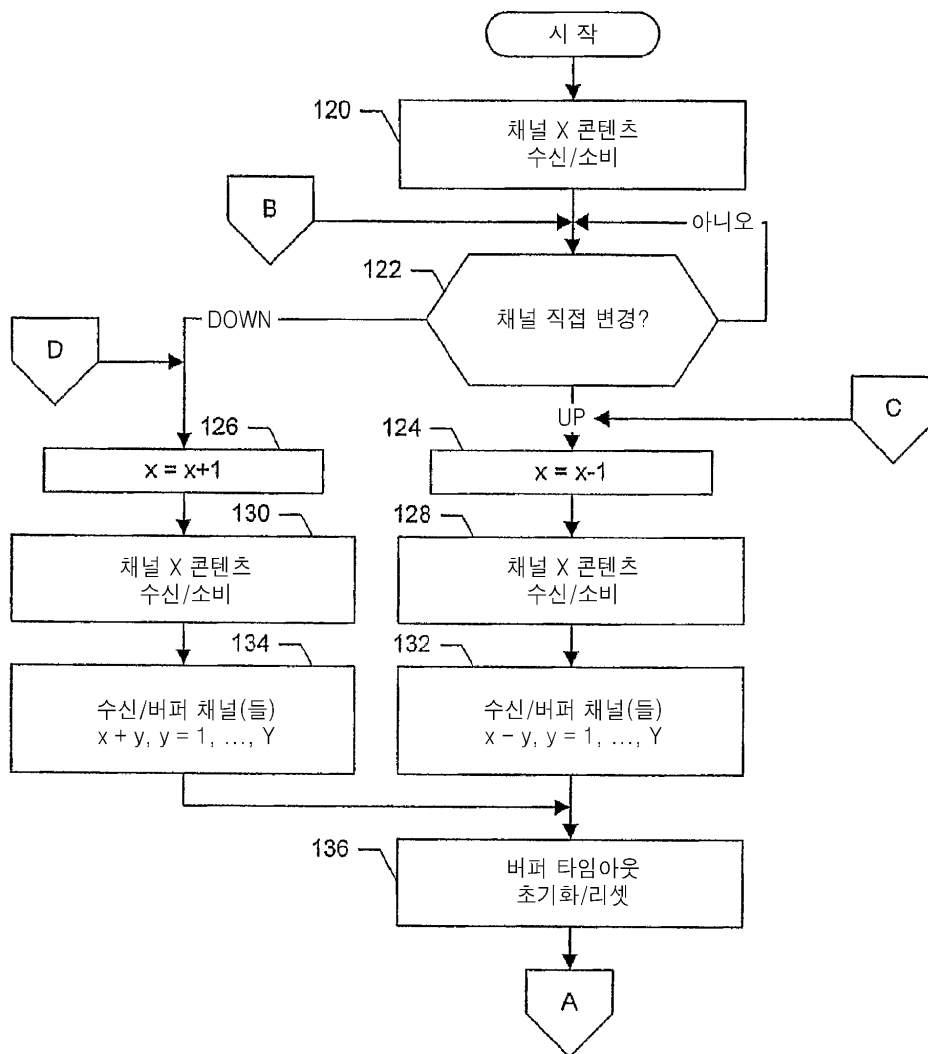 시 작
120
채널 X 콘텐츠
수신/소비
B
아니오
122
채널 직접 변경?
DOWN
D
C
UP
126
x = x+1
124
x = x-1
130
채널 X 콘텐츠
수신/소비
128
채널 X 콘텐츠
수신/소비
134
수신/버퍼 채널(들)
x + y, y = 1, ..., Y
132
수신/버퍼 채널(들)
x – y, y = 1, ..., Y
136
버퍼 타임아웃
초기화/리셋
A